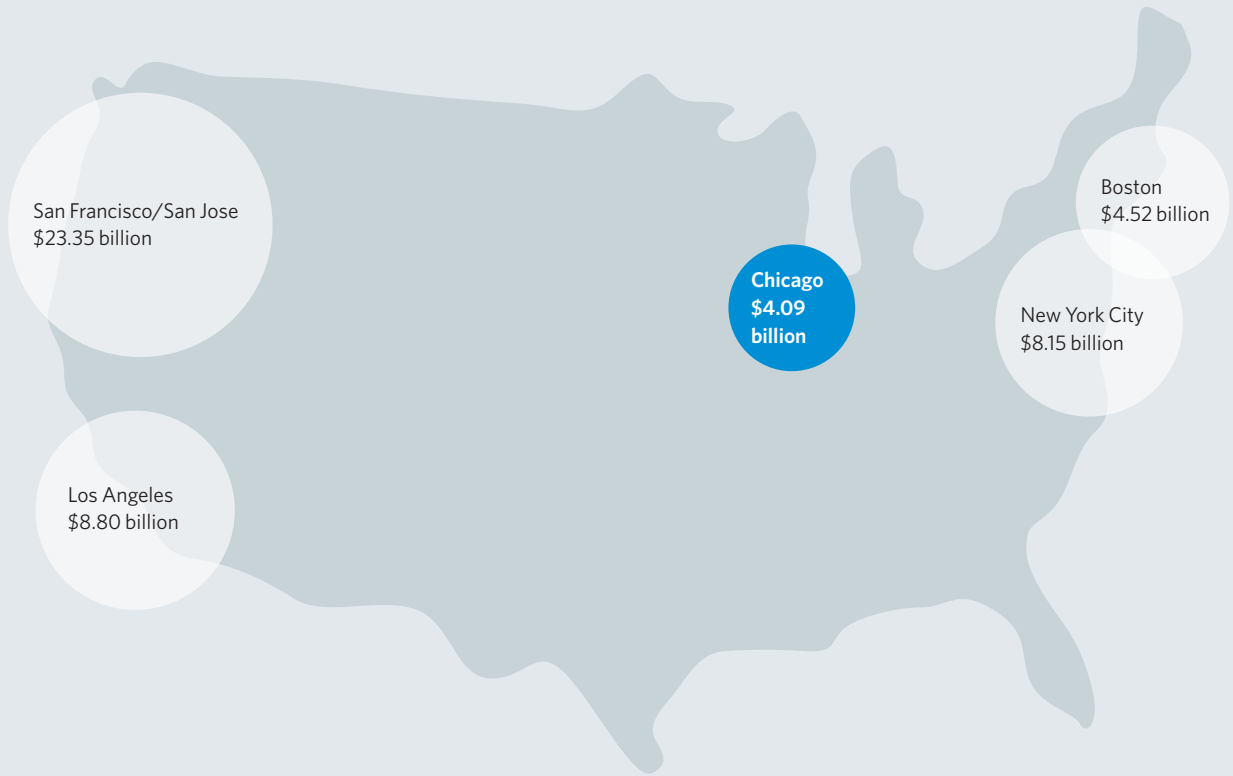 San Francisco/San Jose
$23.35 billion
Boston
$4.52 billion
Chicago
$4.09
billion
New York City
$8.15 billion
Los Angeles
$8.80 billion